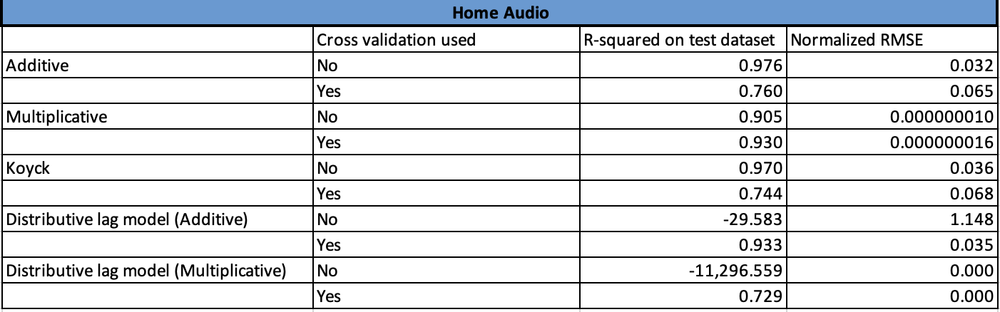 Home Audio
Cross validation used R-squared on test dataset Normalized RMSE
Additive No 0.976 0.032
Yes 0.760 0.065
Multiplicative No 0.905 0.000000010
Yes 0.930 0.000000016
Koyck No 0.970 0.036
Yes 0.744 0.068
Distributive lag model (Additive) No -29.583 1.148
Yes 0.933 0.035
Distributive lag model (Multiplicative) No -11,296.559 0.000
Yes 0.729 0.000